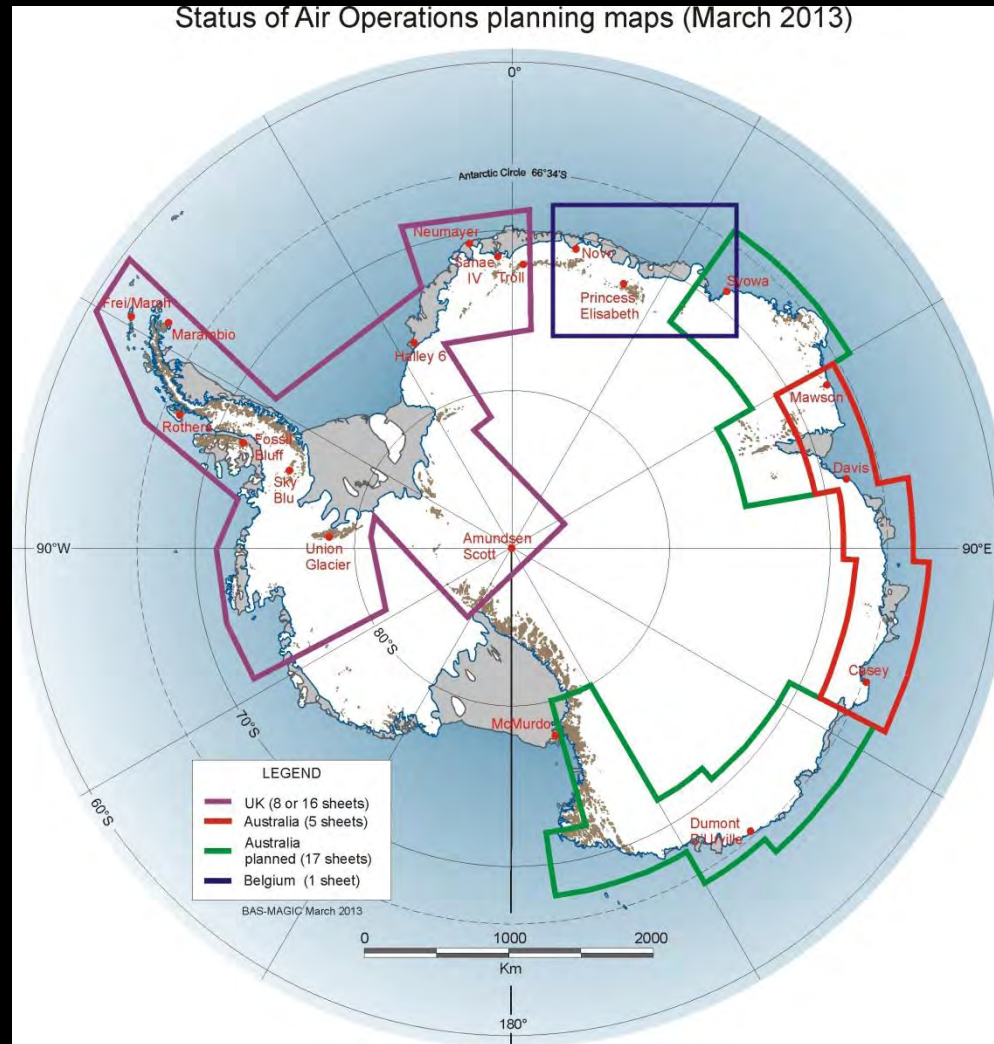 Status of Air Operations planning maps (March 2013)
0°
Antarctic Circle 66°34'S
Neumayer
Sanae
IV
Troll
Novo
Princess
Elisabeth
Syowa
Frei/Marsh
Marambio
Halley 6
Mawson
Rothera
Fossil
Bluff
Sky
Blu
Davis
90°W
Union
Glacier
Amundsen
Scott
90°E
80°S
Casey
70°S
McMurdo
60°S
Dumont
D'Urville
LEGEND
UK (8 or 16 sheets)
Australia (5 sheets)
Australia
planned (17 sheets)
Belgium (1 sheet)
BAS-MAGIC March 2013
0 1000 2000
Km
180°